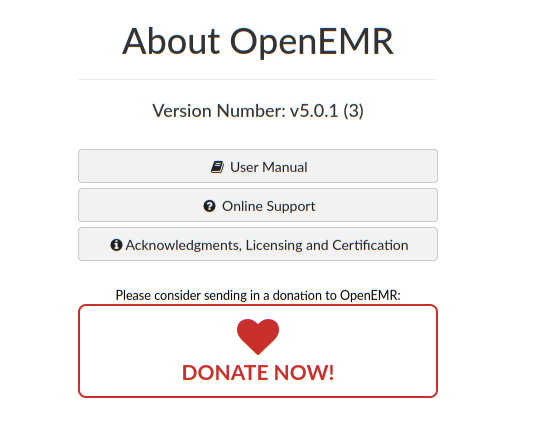 About OpenEMR
Version Number: v5.0.1 (3)
User Manual
Online Support
Acknowledgments, Licensing and Certification
Please consider sending in a donation to OpenEMR:
DONATE NOW!